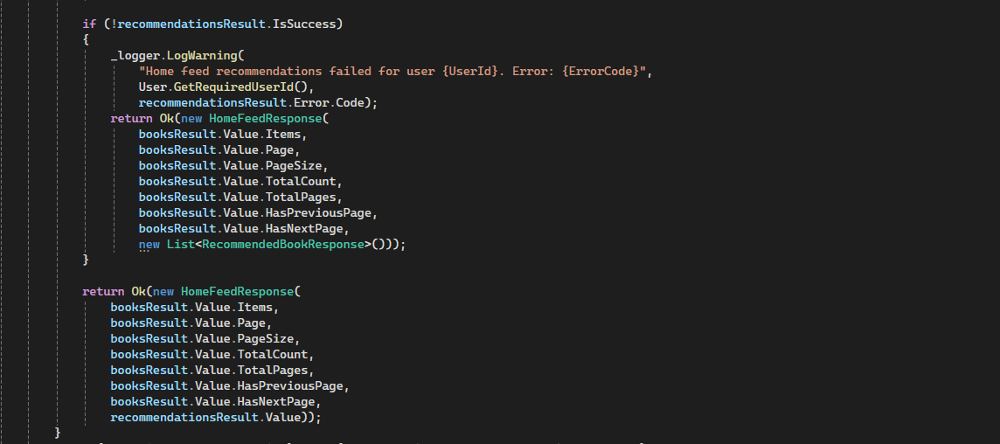 if (!recommendationsResult.IsSuccess)
{
_logger.LogWarning(
"Home feed recommendations failed for user {UserId}. Error: {ErrorCode}",
User.GetRequiredUserId(),
recommendationsResult.Error.Code);
return Ok(new HomeFeedResponse(
booksResult.Value.Items,
booksResult.Value.Page,
booksResult.Value.PageSize,
booksResult.Value.TotalCount,
booksResult.Value.TotalPages,
booksResult.Value.HasPreviousPage,
booksResult.Value.HasNextPage,
new List<RecommendedBookResponse>()));
}
return Ok(new HomeFeedResponse(
booksResult.Value.Items,
booksResult.Value.Page,
booksResult.Value.PageSize,
booksResult.Value.TotalCount,
booksResult.Value.TotalPages,
booksResult.Value.HasPreviousPage,
booksResult.Value.HasNextPage,
recommendationsResult.Value));
}